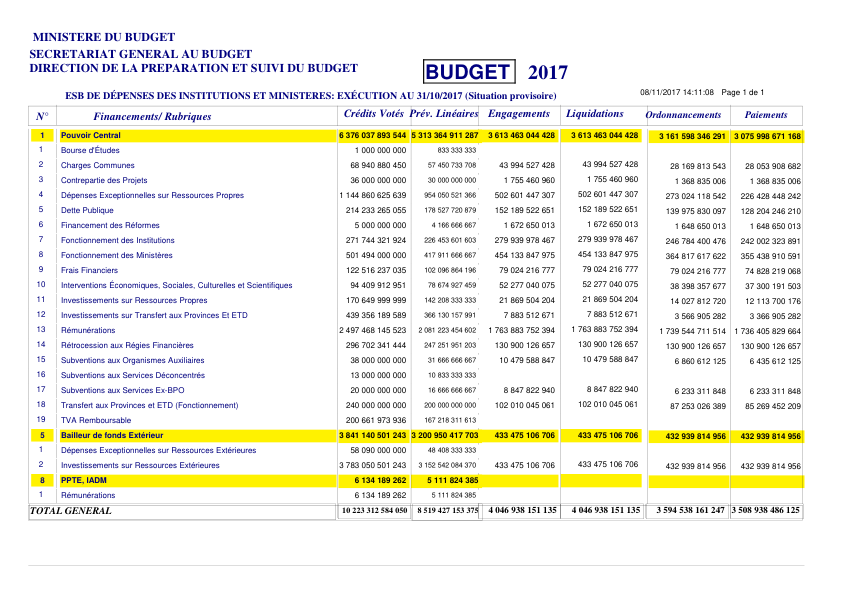 MINISTERE DU BUDGET
SECRETARIAT GENERAL AU BUDGET
DIRECTION DE LA PREPARATION ET SUIVI DU BUDGET
BUDGET 2017
ESB DE DÉPENSES DES INSTITUTIONS ET MINISTERES: EXÉCUTION AU 31/10/2017 (Situation provisoire)
08/11/2017 14:11:08 Page 1 de 1
N° Financements/ Rubriques Crédits Votés Prév. Linéaires Engagements Liquidations Ordonnancements Paiements
1 Pouvoir Central 6 376 037 893 544 5 313 364 911 287 3 613 463 044 428 3 613 463 044 428 3 161 598 346 291 3 075 998 671 168
1 Bourse d'Études 1 000 000 000 833 333 333
2 Charges Communes 68 940 880 450 57 450 733 708 43 994 527 428 43 994 527 428 28 169 813 543 28 053 908 682
3 Contrepartie des Projets 36 000 000 000 30 000 000 000 1 755 460 960 1 755 460 960 1 368 835 006 1 368 835 006
4 Dépenses Exceptionnelles sur Ressources Propres 1 144 860 625 639 954 050 521 366 502 601 447 307 502 601 447 307 273 024 118 542 226 428 448 242
5 Dette Publique 214 233 265 055 178 527 720 879 152 189 522 651 152 189 522 651 139 975 830 097 128 204 246 210
6 Financement des Réformes 5 000 000 000 4 166 666 667 1 672 650 013 1 672 650 013 1 648 650 013 1 648 650 013
7 Fonctionnement des Institutions 271 744 321 924 226 453 601 603 279 939 978 467 279 939 978 467 246 784 400 476 242 002 323 891
8 Fonctionnement des Ministères 501 494 000 000 417 911 666 667 454 133 847 975 454 133 847 975 364 817 617 622 355 438 910 591
9 Frais Financiers 122 516 237 035 102 096 864 196 79 024 216 777 79 024 216 777 79 024 216 777 74 828 219 068
10 Interventions Économiques, Sociales, Culturelles et Scientifiques 94 409 912 951 78 674 927 459 52 277 040 075 52 277 040 075 38 398 357 677 37 300 191 503
11 Investissements sur Ressources Propres 170 649 999 999 142 208 333 333 21 869 504 204 21 869 504 204 14 027 812 720 12 113 700 176
12 Investissements sur Transfert aux Provinces Et ETD 439 356 189 589 366 130 157 991 7 883 512 671 7 883 512 671 3 566 905 282 3 366 905 282
13 Rémunérations 2 497 468 145 523 2 081 223 454 602 1 763 883 752 394 1 763 883 752 394 1 739 544 711 514 1 736 405 829 664
14 Rétrocession aux Régies Financières 296 702 341 444 247 251 951 203 130 900 126 657 130 900 126 657 130 900 126 657 130 900 126 657
15 Subventions aux Organismes Auxiliaires 38 000 000 000 31 666 666 667 10 479 588 847 10 479 588 847 6 860 612 125 6 435 612 125
16 Subventions aux Services Déconcentrés 13 000 000 000 10 833 333 333
17 Subventions aux Services Ex-BPO 20 000 000 000 16 666 666 667 8 847 822 940 8 847 822 940 6 233 311 848 6 233 311 848
18 Transfert aux Provinces et ETD (Fonctionnement) 240 000 000 000 200 000 000 000 102 010 045 061 102 010 045 061 87 253 026 389 85 269 452 209
19 TVA Remboursable 200 661 973 936 167 218 311 613
5 Bailleur de fonds Extérieur 3 841 140 501 243 3 200 950 417 703 433 475 106 706 433 475 106 706 432 939 814 956 432 939 814 956
1 Dépenses Exceptionnelles sur Ressources Extérieures 58 090 000 000 48 408 333 333
2 Investissements sur Ressources Extérieures 3 783 050 501 243 3 152 542 084 370 433 475 106 706 433 475 106 706 432 939 814 956 432 939 814 956
8 PPTE, IADM 6 134 189 262 5 111 824 385
1 Rémunérations 6 134 189 262 5 111 824 385
TOTAL GENERAL 10 223 312 584 050 8 519 427 153 375 4 046 938 151 135 4 046 938 151 135 3 594 538 161 247 3 508 938 486 125